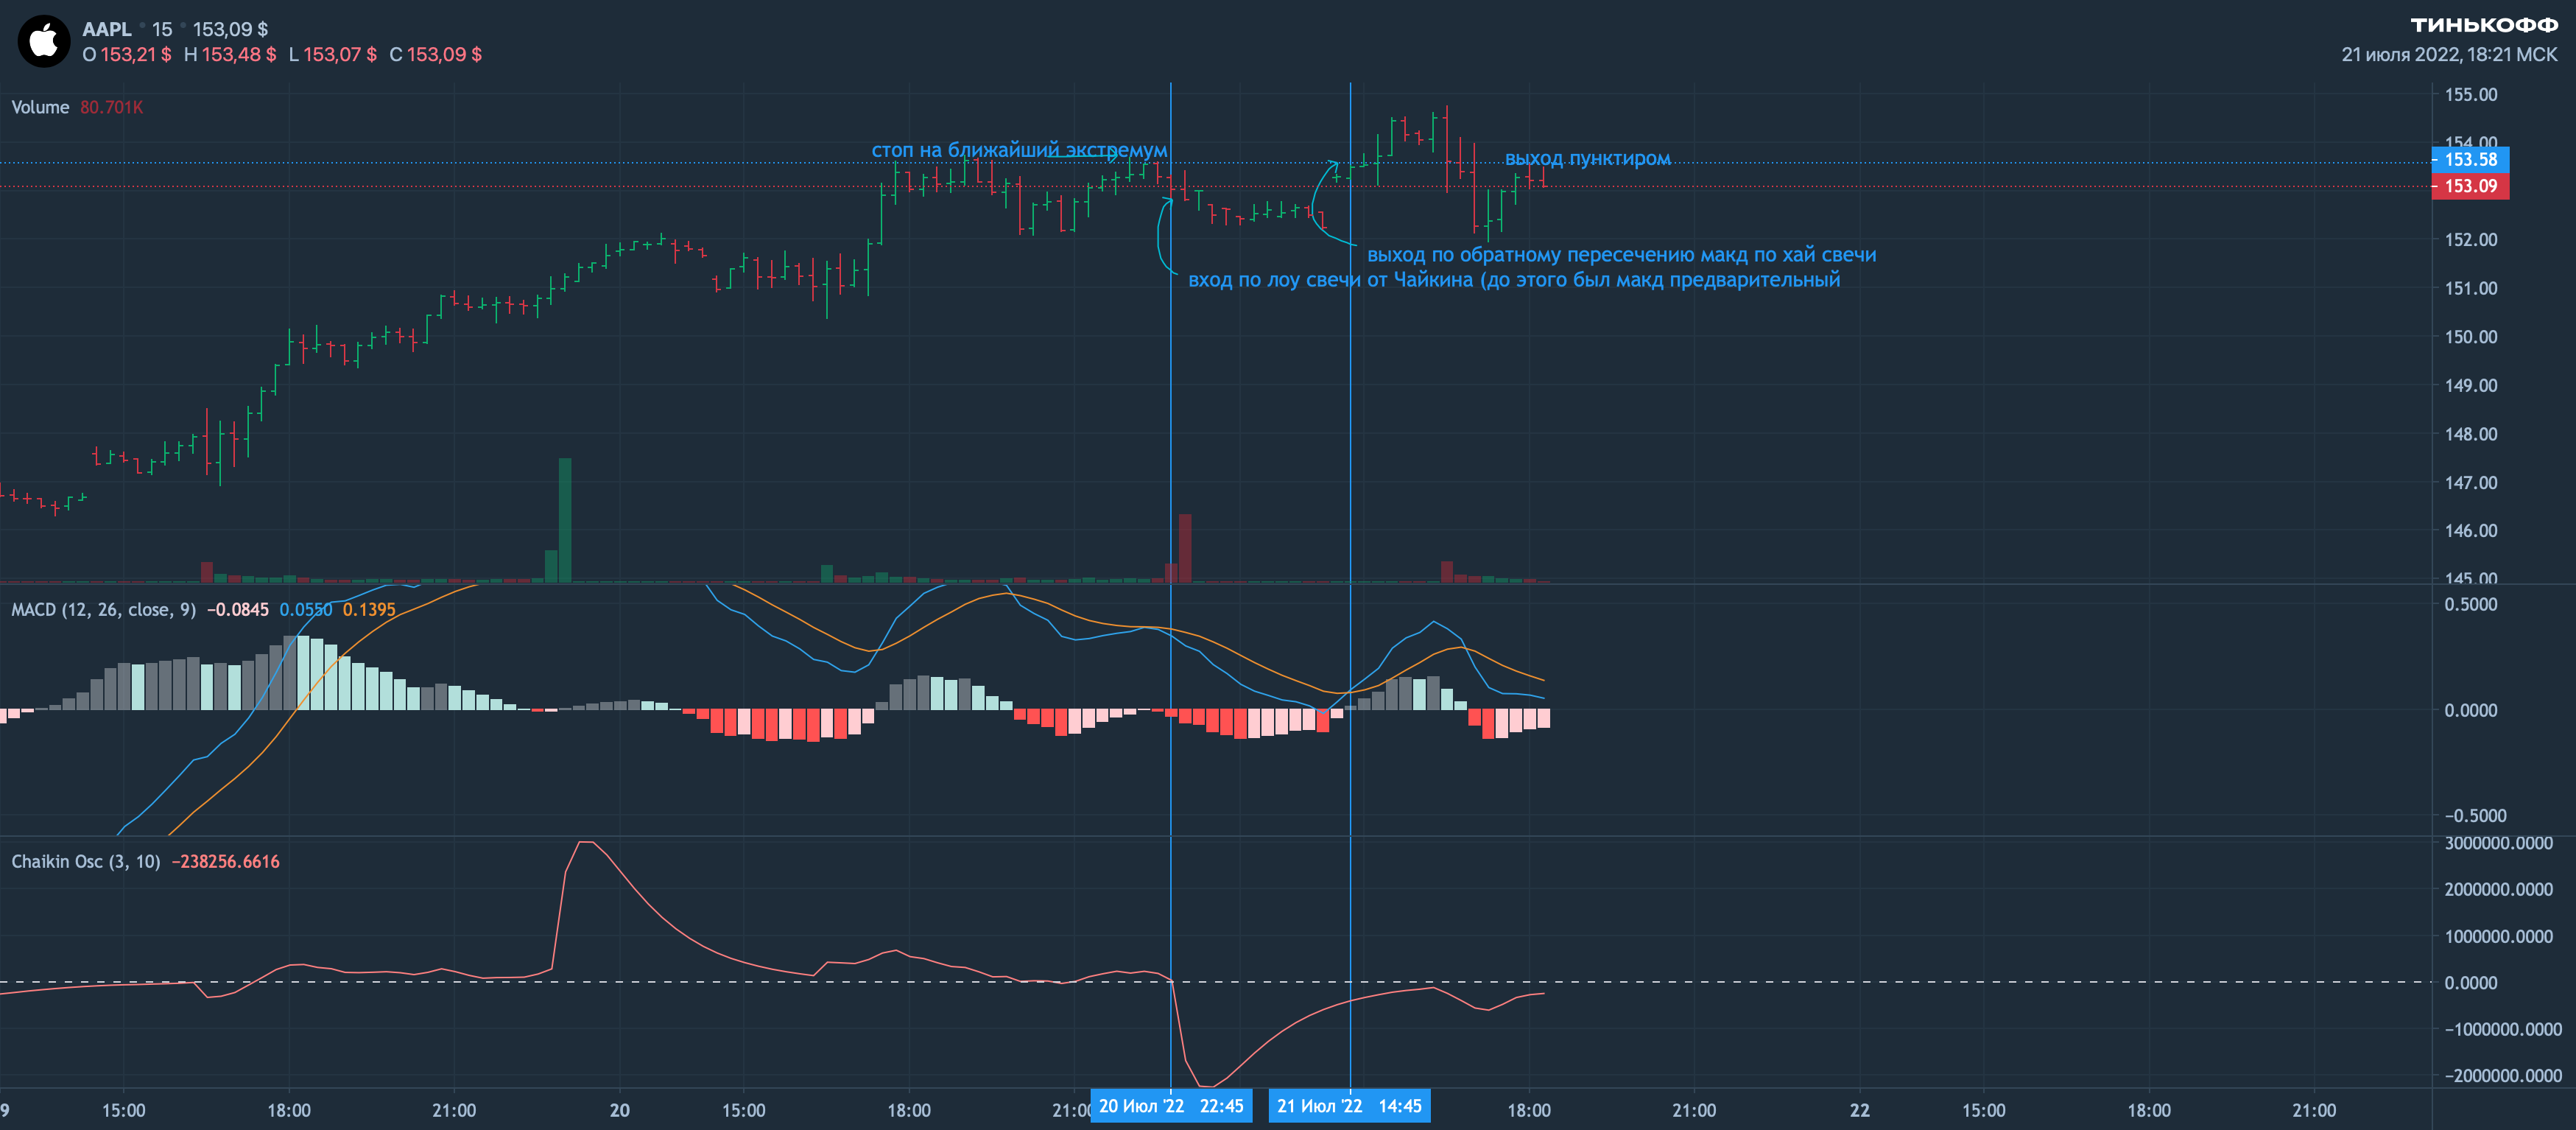 AAPL • 15 • 153,09 $
ТИНЬКОФФ
O 153,21 $ H 153,48 $ L 153,07 $ C 153,09 $
21 июля 2022, 18:21 МСК
Volume 80.701K
155.00
154.00
стоп на ближайший экстремум
выход пунктиром
153.58
153.09
152.00
выход по обратному пересечению макд по хай свечи
вход по лоу свечи от Чайкина (до этого был макд предварительный
151.00
150.00
149.00
148.00
147.00
146.00
145.00
MACD (12, 26, close, 9) −0.0845 0.0550 0.1395
0.5000
0.0000
−0.5000
Chaikin Osc (3, 10) −238256.6616
3000000.0000
2000000.0000
1000000.0000
0.0000
−1000000.0000
−2000000.0000
9 15:00 18:00 21:00 20 15:00 18:00 21:00 20 Июл '22 22:45 21 Июл '22 14:45 18:00 21:00 22 15:00 18:00 21:00